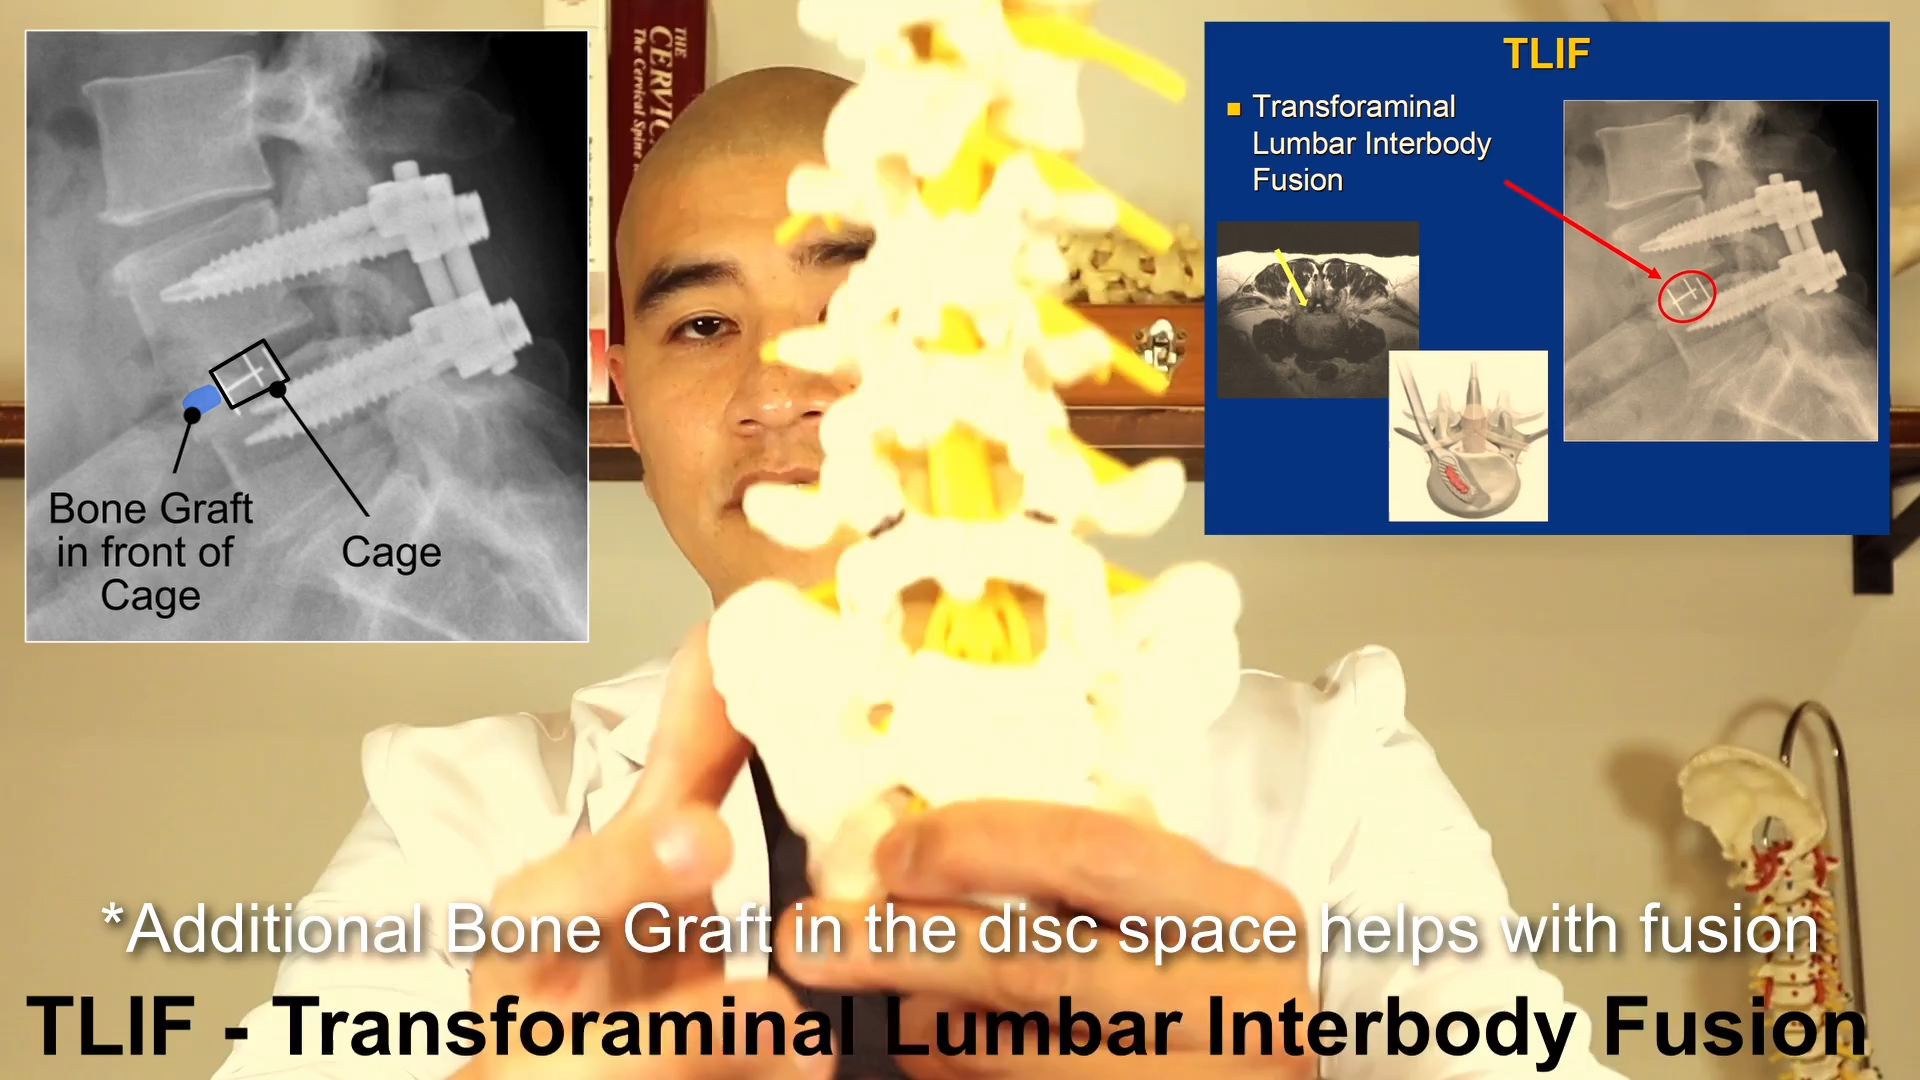 THE
CERVIC
The Cervical Spine
TLIF
Transforaminal
Lumbar Interbody
Fusion
Bone Graft
in front of
Cage
Cage
*Additional Bone Graft in the disc space helps with fusion
TLIF - Transforaminal Lumbar Interbody Fusion